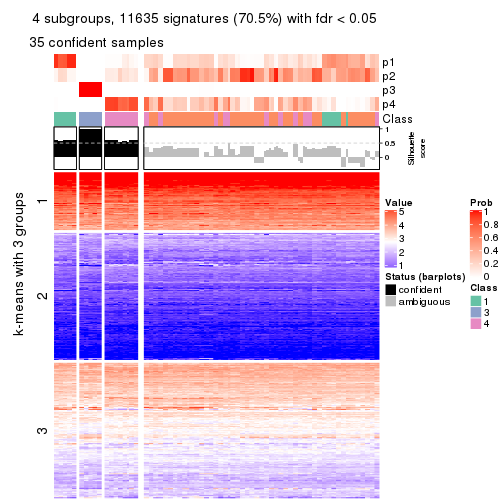 4 subgroups, 11635 signatures (70.5%) with fdr < 0.05
35 confident samples
p1
p2
p3
p4
Class
1
0.5
0
Silhouette
score
k-means with 3 groups
1
2
3
Value
5
4
3
2
1
Status (barplots)
confident
ambiguous
Prob
1
0.8
0.6
0.4
0.2
0
Class
1
3
4